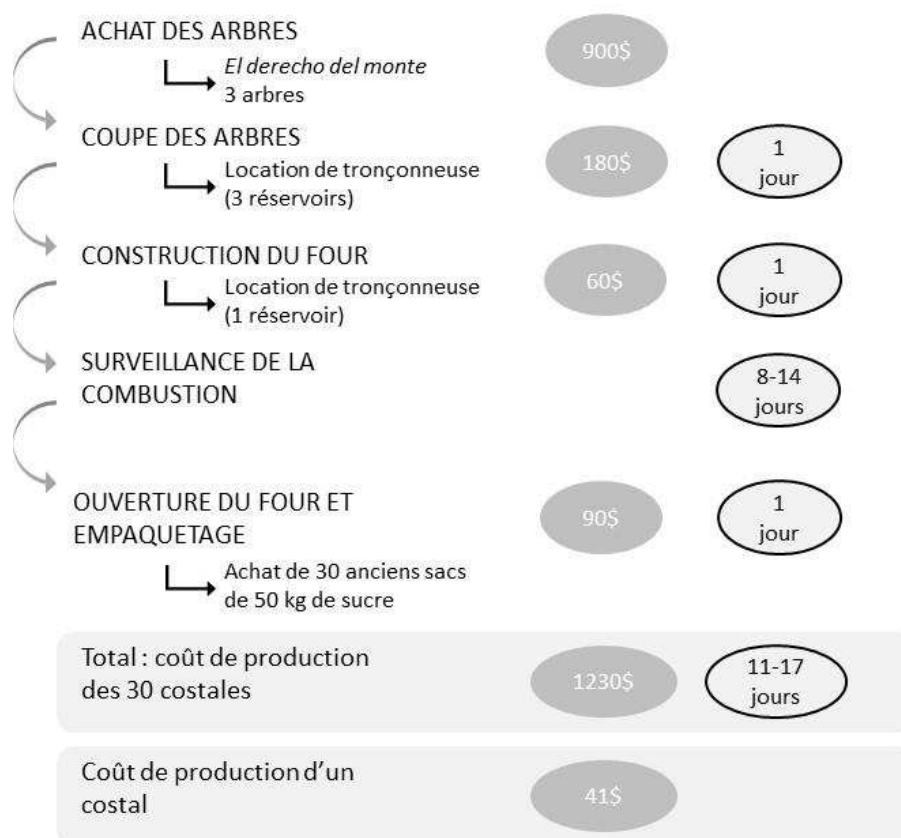 ACHAT DES ARBRES
El derecho del monte
3 arbres
900$
COUPE DES ARBRES
Location de tronçonneuse
(3 réservoirs)
180$
1
jour
CONSTRUCTION DU FOUR
Location de tronçonneuse
(1 réservoir)
60$
1
jour
SURVEILLANCE DE LA
COMBUSTION
8-14
jours
OUVERTURE DU FOUR ET
EMPAQUETAGE
Achat de 30 anciens sacs
de 50 kg de sucre
90$
1
jour
Total : coût de production
des 30 costales
1230$
11-17
jours
Coût de production d’un
costal
41$